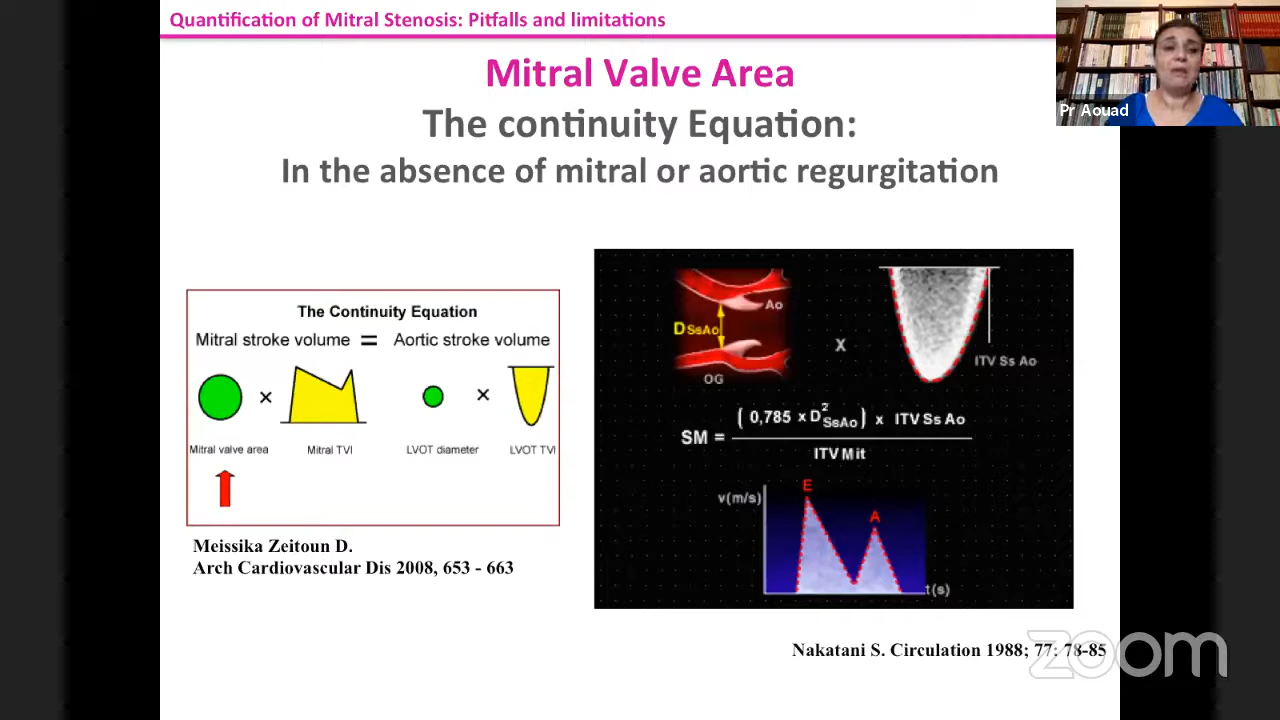 Quantification of Mitral Stenosis: Pitfalls and limitations
Pr Aouad
Mitral Valve Area
The continuity Equation:
In the absence of mitral or aortic regurgitation
The Continuity Equation
Mitral stroke volume = Aortic stroke volume
× ×
Mitral valve area Mitral TVI LVOT diameter LVOT TVI
Meissika Zeitoun D.
Arch Cardiovascular Dis 2008, 653 - 663
Ao
D SsAo
OG
x
ITV Ss Ao
SM = ( 0,785 x D²SsAo ) x ITV Ss Ao
ITV Mit
v(m/s)
E
A
t(s)
Nakatani S. Circulation 1988; 77: 78-85
zoom